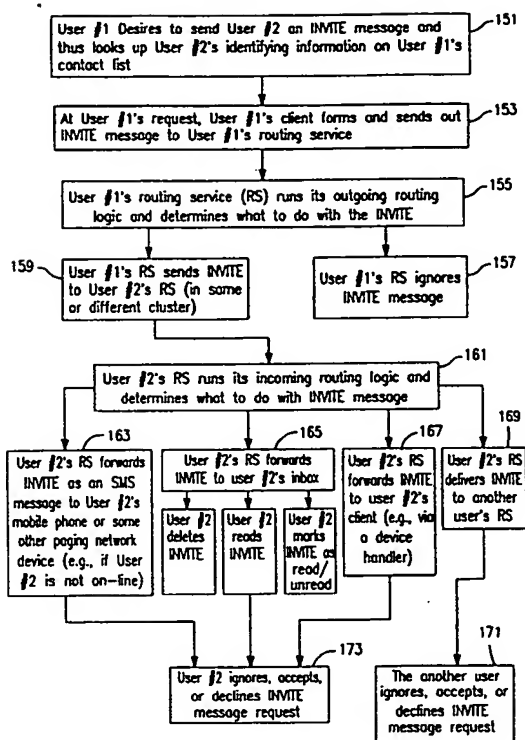 User #1 Desires to send User #2 an INVITE message and
thus looks up User #2's identifying information on User #1's
contact list
151
At User #1's request, User #1's client forms and sends out
INVITE message to User #1's routing service
153
User #1's routing service (RS) runs its outgoing routing
logic and determines what to do with the INVITE
155
159
User #1's RS sends INVITE
to User #2's RS (in same
or different cluster)
User #1's RS ignores
INVITE message
157
161
User #2's RS runs its incoming routing logic and
determines what to do with INVITE message
163
User #2's RS forwards
INVITE as an SMS
message to User #2's
mobile phone or some
other paging network
device (e.g., if User
#2 is not on-line)
165
User #2's RS forwards
INVITE to user #2's inbox
User #2
deletes
INVITE
User #2
reads
INVITE
User #2
marks
INVITE as
read/
unread
167
User #2's RS
forwards INVITE
to user #2's
client (e.g., via
a device
handler)
169
User #2's RS
delivers INVITE
to another
user's RS
173
User #2 ignores, accepts,
or declines INVITE
message request
171
The another user
ignores, accepts, or
declines INVITE
message request